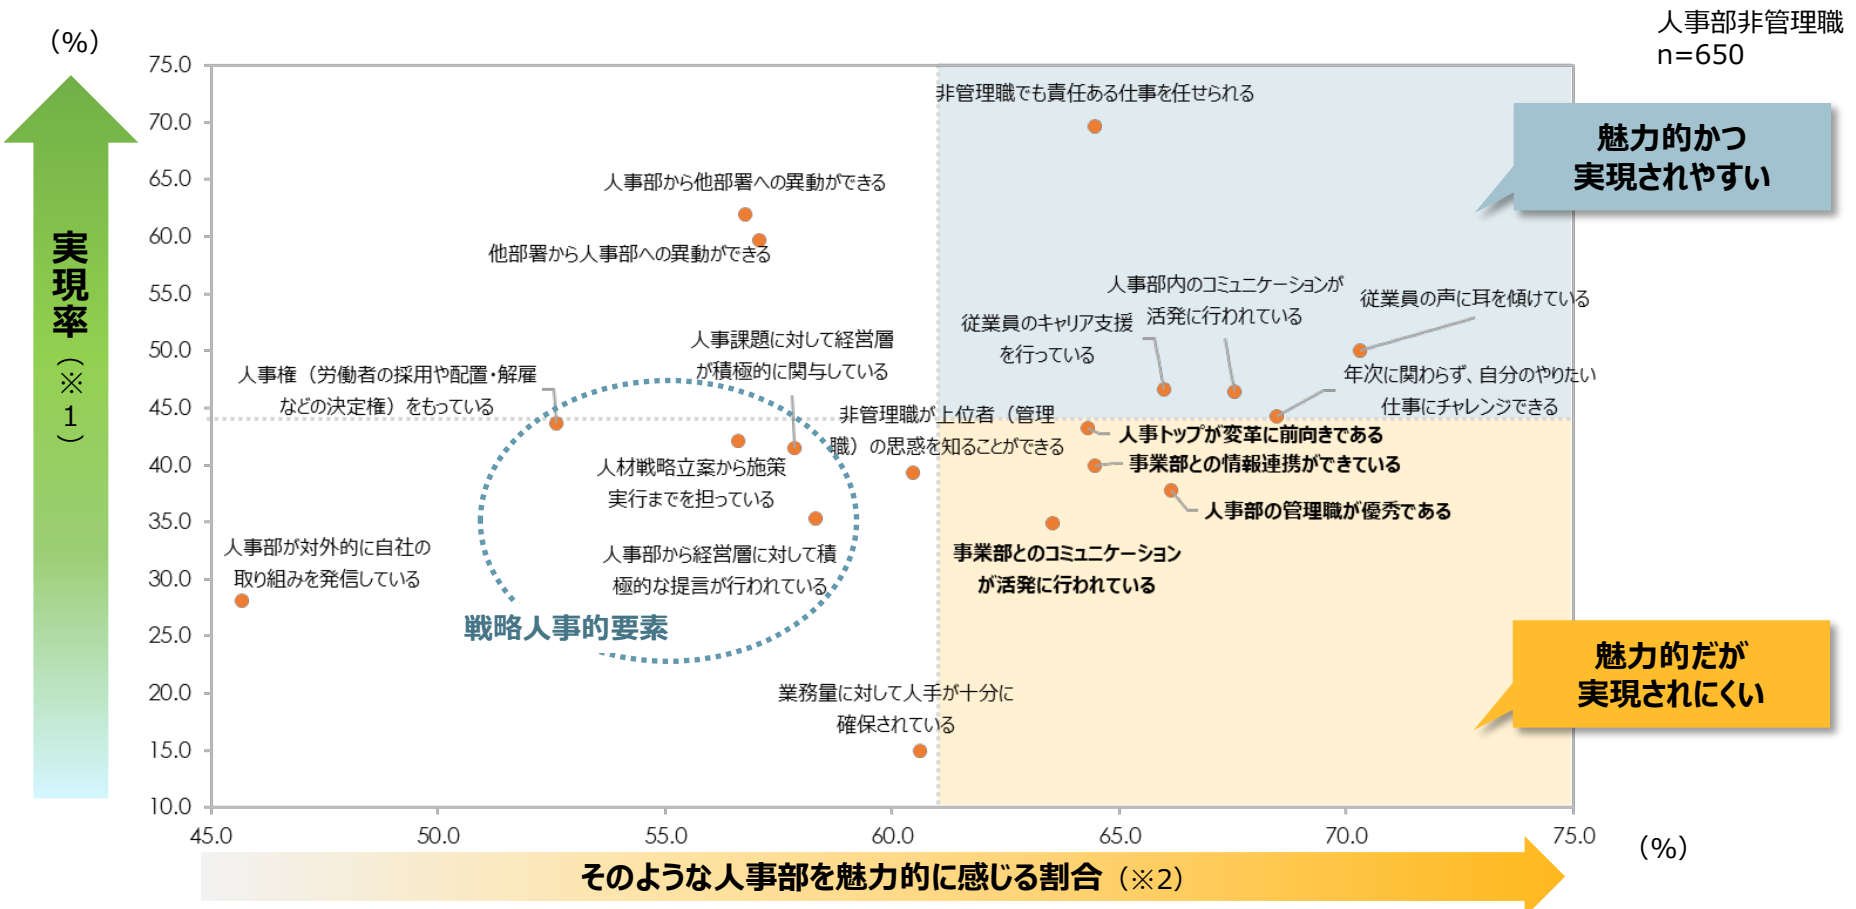 人事部非管理職
n=650
（%）
75.0
70.0
65.0
60.0
55.0
50.0
45.0
40.0
35.0
30.0
25.0
20.0
15.0
10.0
実現率（※1）
非管理職でも責任ある仕事を任せられる
魅力的かつ
実現されやすい
人事部から他部署への異動ができる
他部署から人事部への異動ができる
人事部内のコミュニケーションが
活発に行われている
従業員の声に耳を傾けている
従業員のキャリア支援
を行っている
人事課題に対して経営層
が積極的に関与している
人事権（労働者の採用や配置・解雇
などの決定権）をもっている
年次に関わらず、自分のやりたい
仕事にチャレンジできる
非管理職が上位者（管理
職）の思惑を知ることができる
人事トップが変革に前向きである
事業部との情報連携ができている
人材戦略立案から施策
実行までを担っている
人事部の管理職が優秀である
人事部が対外的に自社の
取り組みを発信している
人事部から経営層に対して積
極的な提言が行われている
事業部とのコミュニケーション
が活発に行われている
戦略人事的要素
魅力的だが
実現されにくい
業務量に対して人手が十分に
確保されている
45.0
50.0
55.0
60.0
65.0
70.0
75.0
（%）
そのような人事部を魅力的に感じる割合（※2）